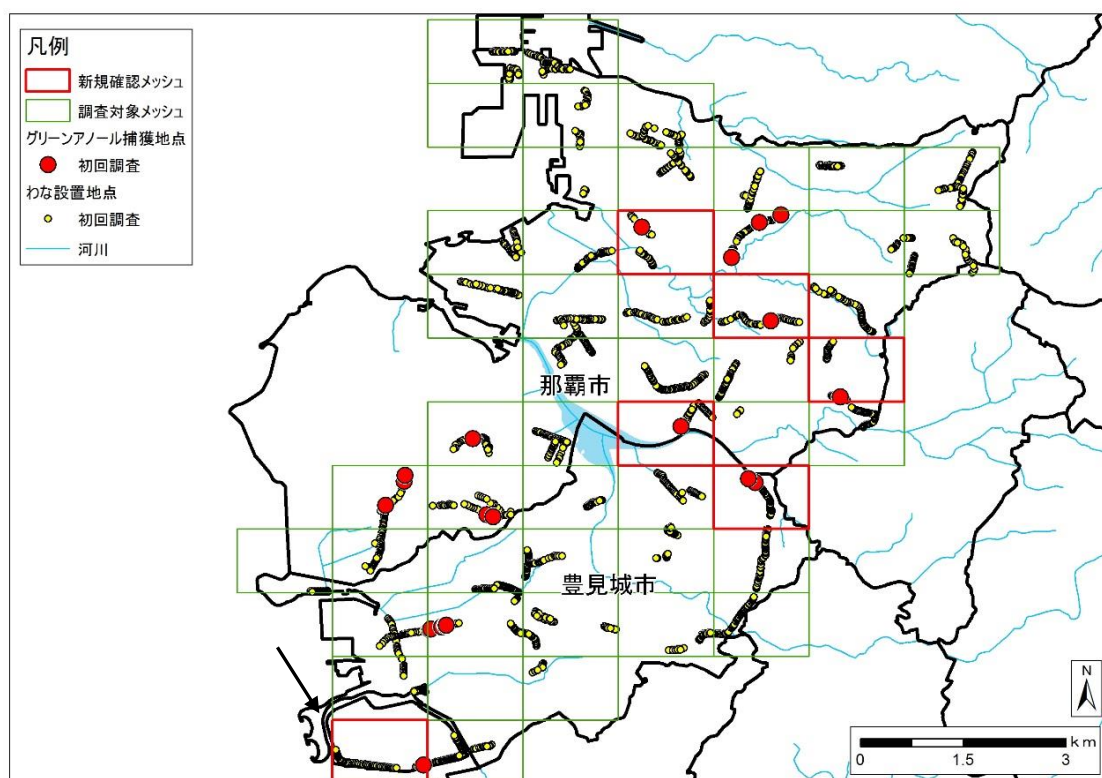 凡例
新規確認メッシュ
調査対象メッシュ
グリーンアノール捕獲地点
初回調査
わな設置地点
初回調査
河川
那覇市
豊見城市
N
km
0 1.5 3